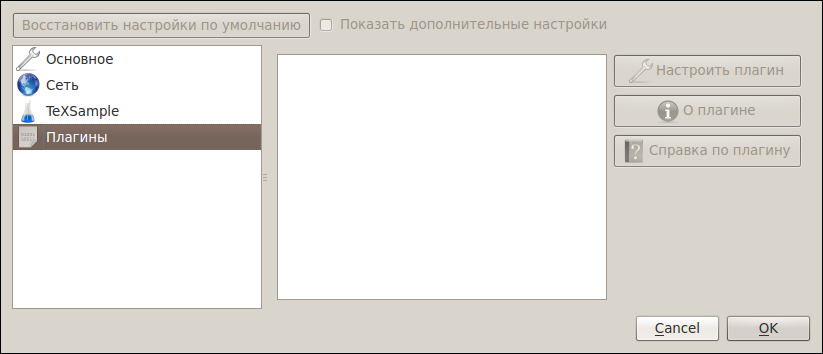 Восстановить настройки по умолчанию
Показать дополнительные настройки
Основное
Сеть
TeXSample
Плагины
Настроить плагин
О плагине
Справка по плагину
Cancel
OK